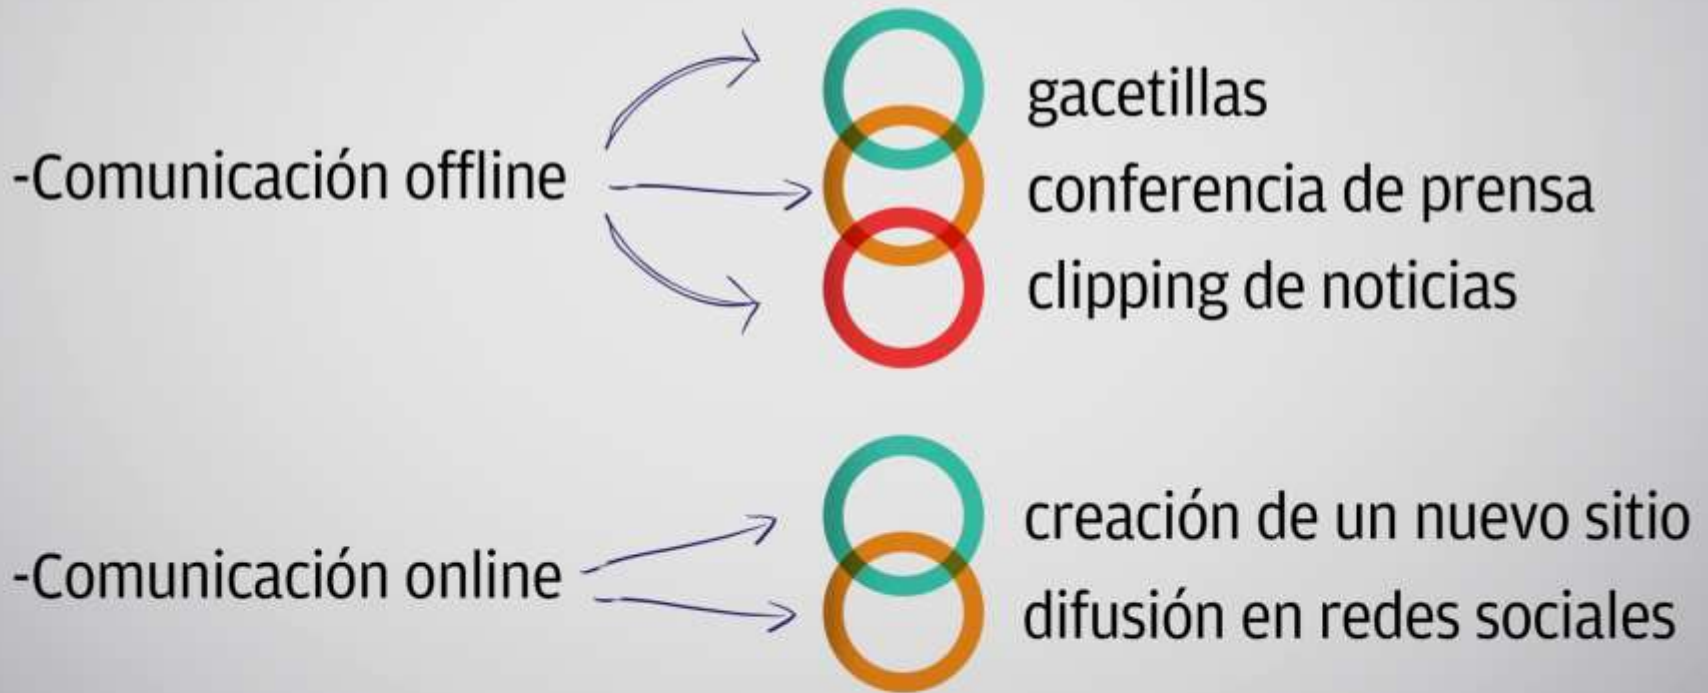 -Comunicación offline
gacetillas
conferencia de prensa
clipping de noticias
-Comunicación online
creación de un nuevo sitio
difusión en redes sociales